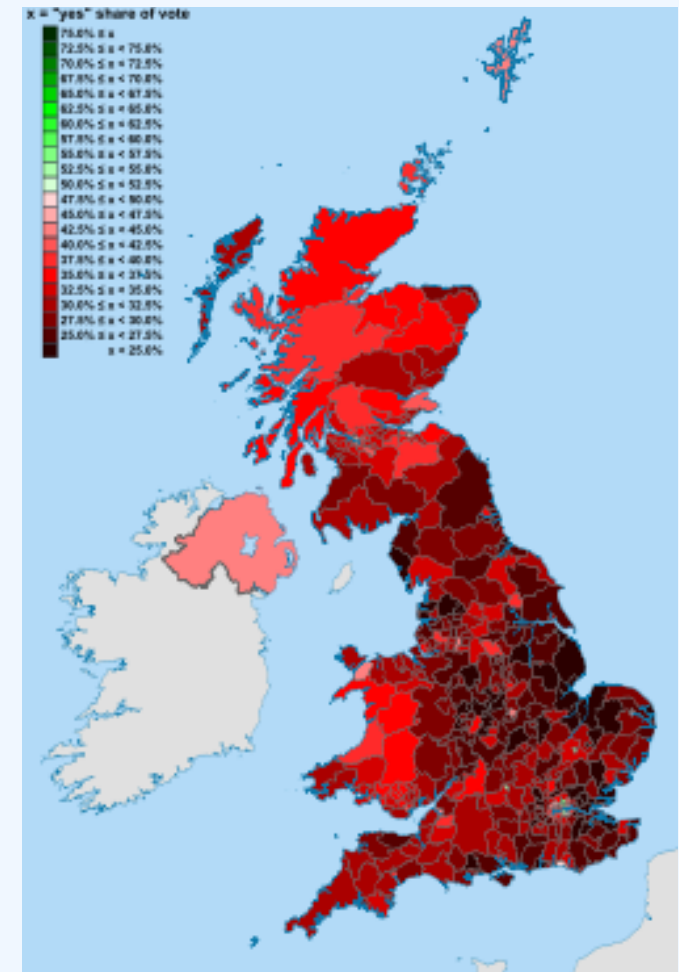 x = "yes" share of vote
75.0% ≤ x
72.5% ≤ x < 75.0%
70.0% ≤ x < 72.5%
67.5% ≤ x < 70.0%
65.0% ≤ x < 67.5%
62.5% ≤ x < 65.0%
60.0% ≤ x < 62.5%
57.5% ≤ x < 60.0%
55.0% ≤ x < 57.5%
52.5% ≤ x < 55.0%
50.0% ≤ x < 52.5%
47.5% ≤ x < 50.0%
45.0% ≤ x < 47.5%
42.5% ≤ x < 45.0%
40.0% ≤ x < 42.5%
37.5% ≤ x < 40.0%
35.0% ≤ x < 37.5%
32.5% ≤ x < 35.0%
30.0% ≤ x < 32.5%
27.5% ≤ x < 30.0%
25.0% ≤ x < 27.5%
x < 25.0%